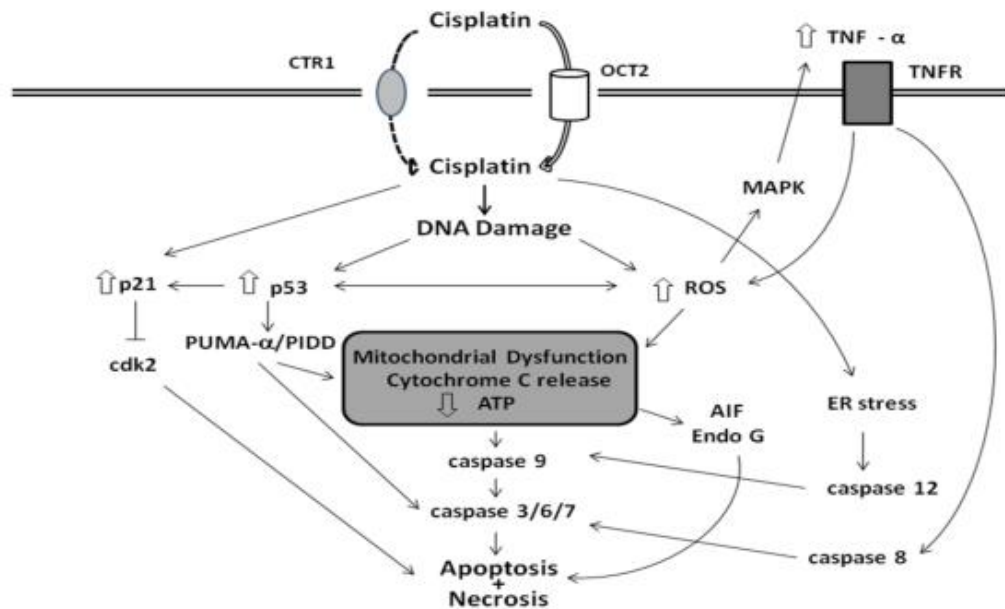 Cisplatin
TNF - α
CTR1
OCT2
TNFR
Cisplatin
MAPK
DNA Damage
p21
p53
ROS
PUMA-α/PIDD
cdk2
Mitochondrial Dysfunction
Cytochrome C release
ATP
AIF
Endo G
ER stress
caspase 9
caspase 12
caspase 3/6/7
caspase 8
Apoptosis
+
Necrosis